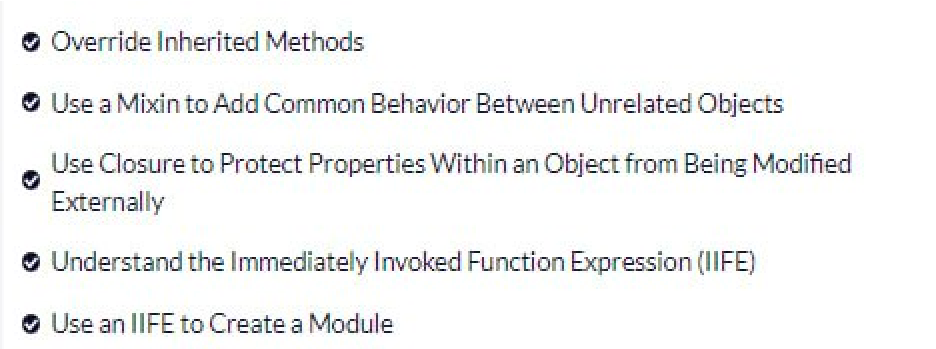 Override Inherited Methods
Use a Mixin to Add Common Behavior Between Unrelated Objects
Use Closure to Protect Properties Within an Object from Being Modified
Externally
Understand the Immediately Invoked Function Expression (IIFE)
Use an IIFE to Create a Module